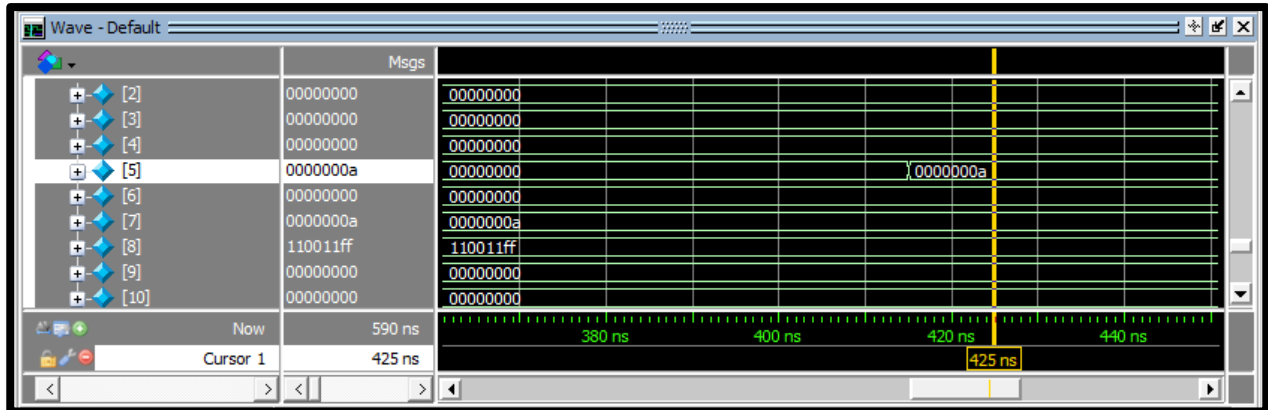 Wave - Default
Msgs
[2] 00000000 00000000
[3] 00000000 00000000
[4] 00000000 00000000
[5] 0000000a 00000000 0000000a
[6] 00000000 00000000
[7] 0000000a 0000000a
[8] 110011ff 110011ff
[9] 00000000 00000000
[10] 00000000 00000000
Now 590 ns 380 ns 400 ns 420 ns 440 ns
Cursor 1 425 ns 425 ns